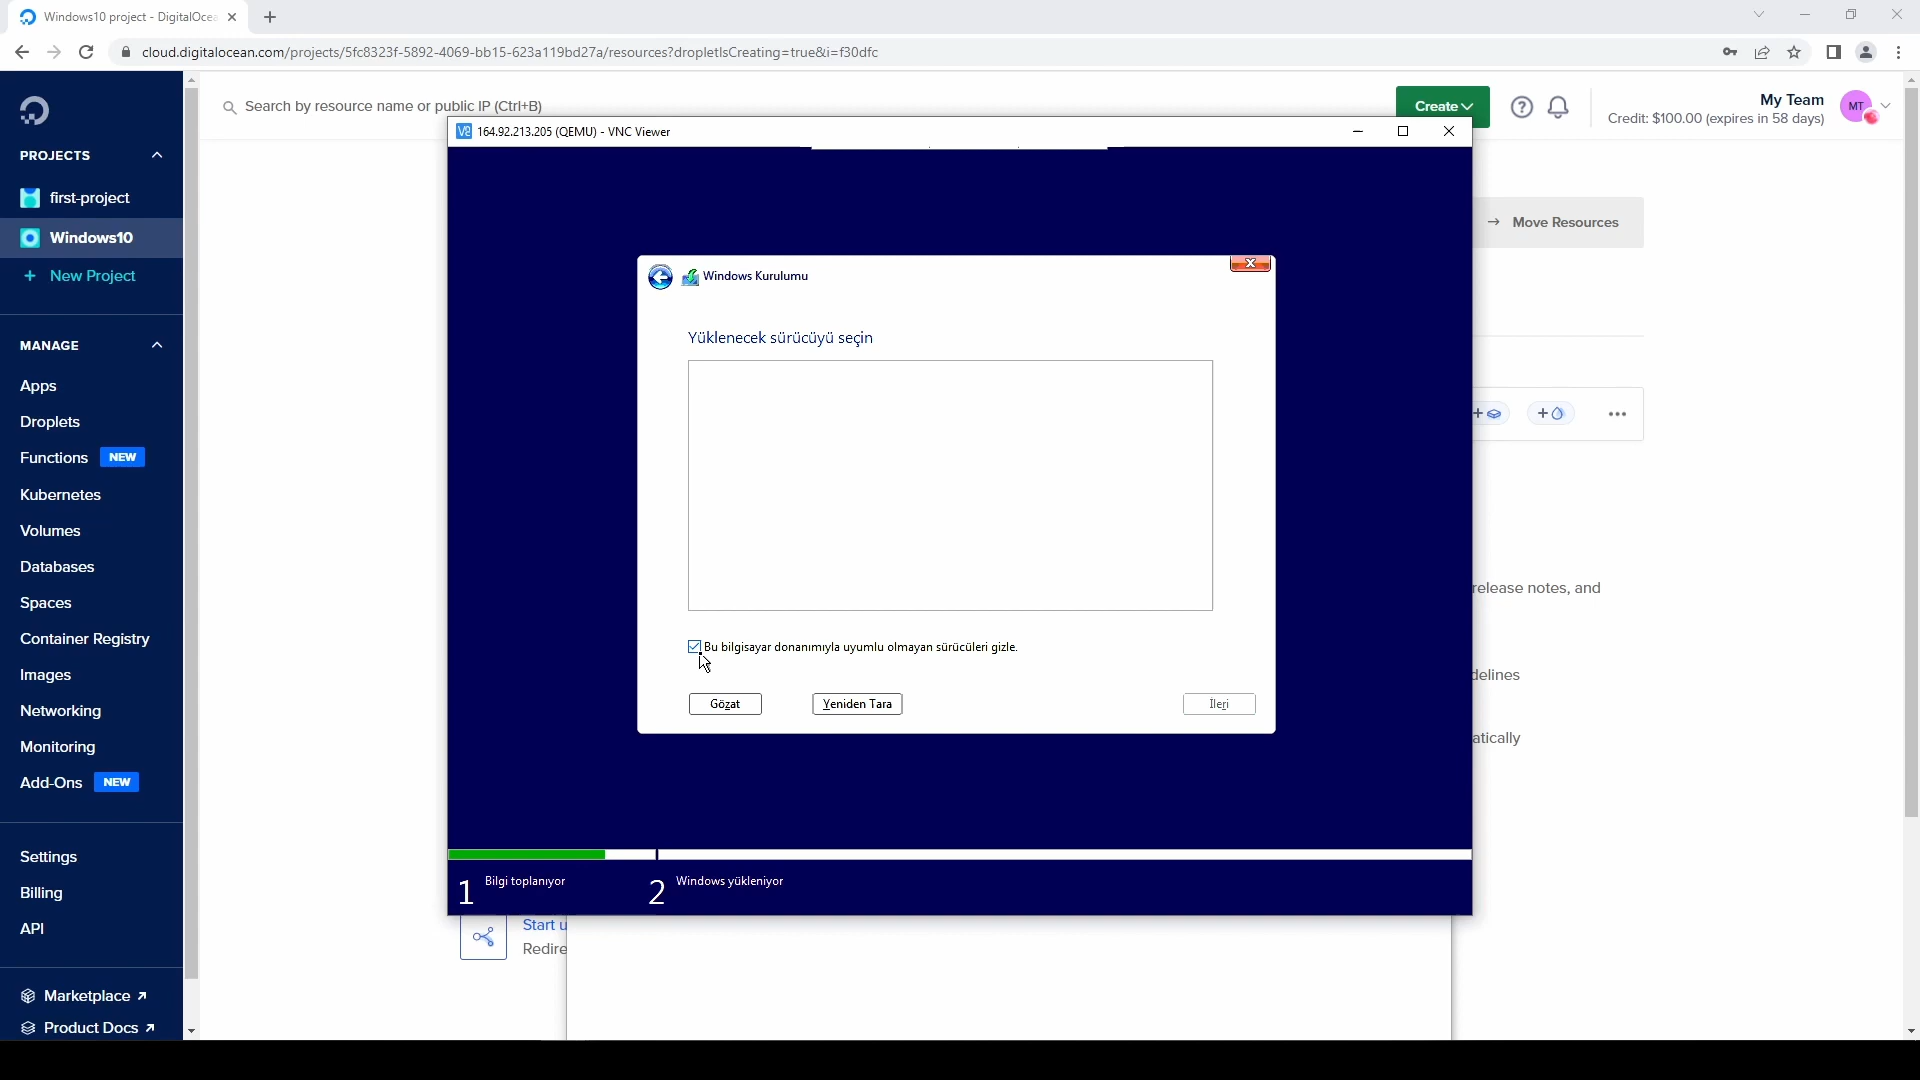 Windows10 project - DigitalOce
cloud.digitalocean.com/projects/5fc8323f-5892-4069-bb15-623a119bd27a/resources?dropletIsCreating=true&i=f30dfc
Search by resource name or public IP (Ctrl+B)
Create
My Team
Credit: $100.00 (expires in 58 days)
MT
PROJECTS
first-project
Windows10
+ New Project
MANAGE
Apps
Droplets
Functions NEW
Kubernetes
Volumes
Databases
Spaces
Container Registry
Images
Networking
Monitoring
Add-Ons NEW
Settings
Billing
API
Marketplace
Product Docs
V2 164.92.213.205 (QEMU) - VNC Viewer
Windows Kurulumu
Yüklenecek sürücüyü seçin
Bu bilgisayar donanımıyla uyumlu olmayan sürücüleri gizle.
Gözat
Yeniden Tara
İleri
1 Bilgi toplanıyor
2 Windows yükleniyor
→ Move Resources
release notes, and
delines
atically
Start u
Redire